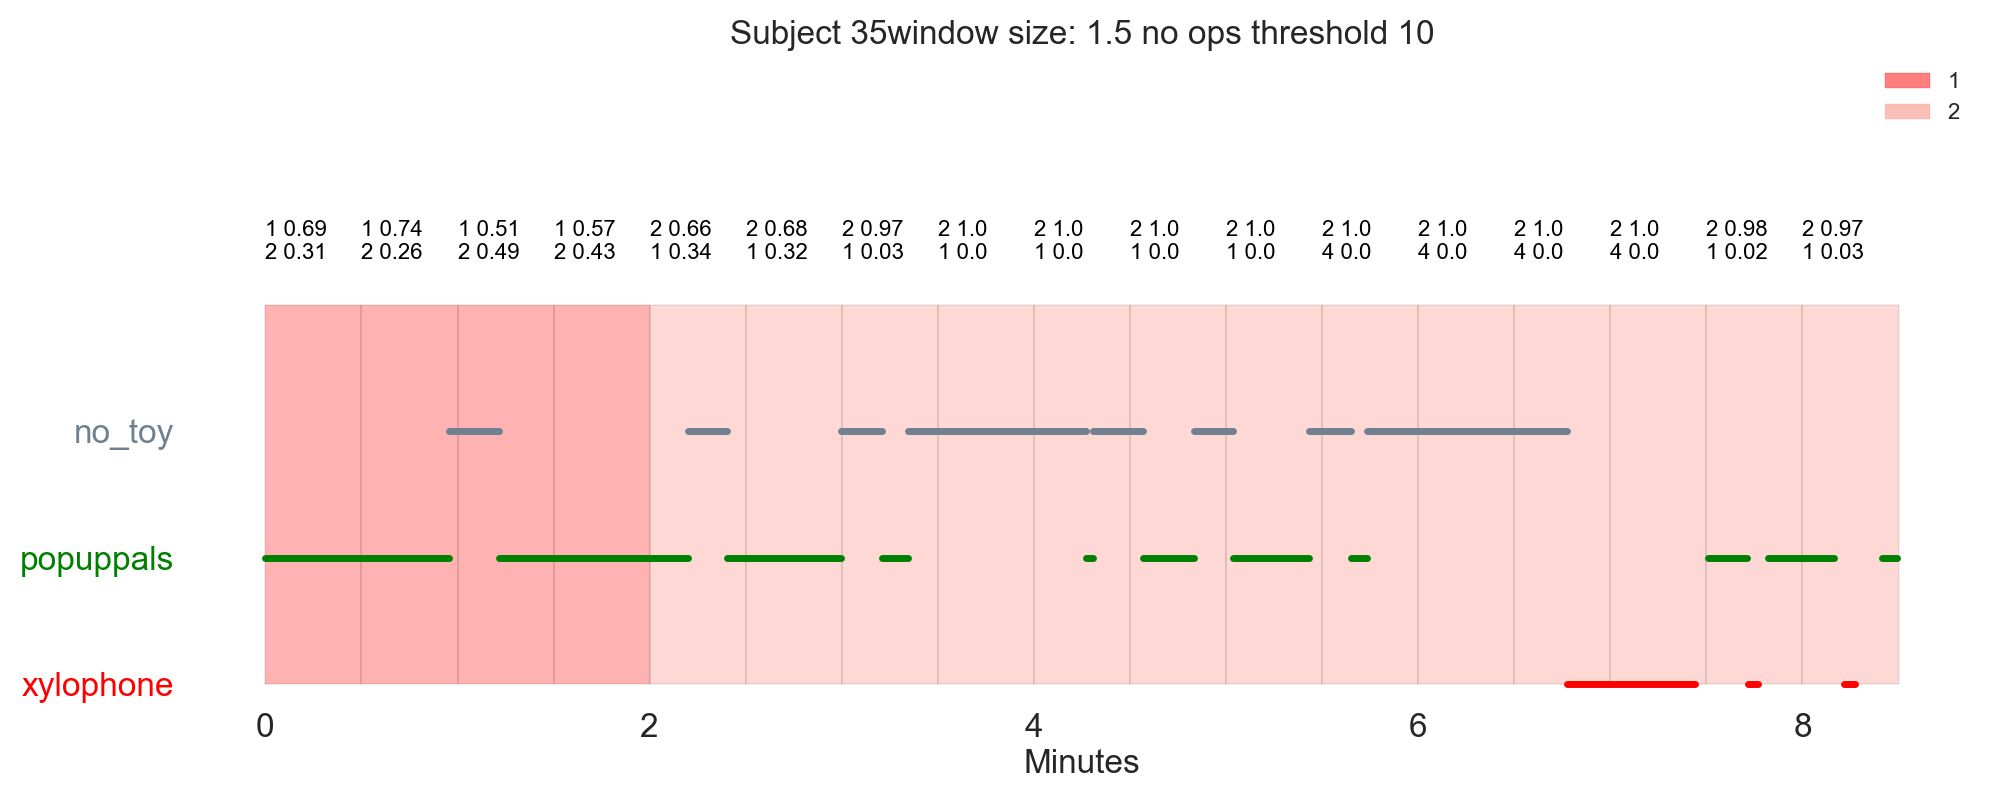 Subject 35window size: 1.5 no ops threshold 10
1
2
1 0.69 1 0.74 1 0.51 1 0.57 2 0.66 2 0.68 2 0.97 2 1.0 2 1.0 2 1.0 2 1.0 2 1.0 2 1.0 2 1.0 2 1.0 2 0.98 2 0.97
2 0.31 2 0.26 2 0.49 2 0.43 1 0.34 1 0.32 1 0.03 1 0.0 1 0.0 1 0.0 1 0.0 4 0.0 4 0.0 4 0.0 4 0.0 1 0.02 1 0.03
no_toy
popuppals
xylophone
0 2 4 6 8
Minutes